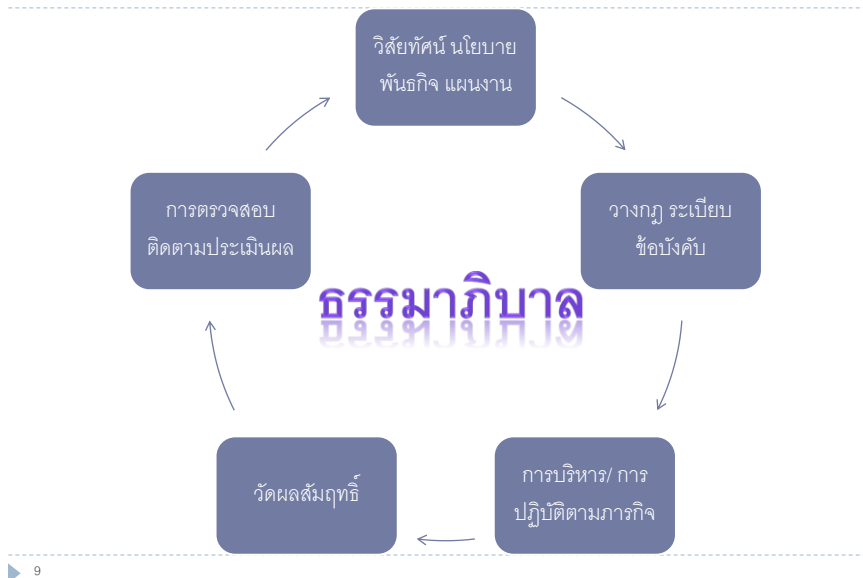 วิสัยทัศน์ นโยบาย
พันธกิจ แผนงาน
วางกฎ ระเบียบ
ข้อบังคับ
การบริหาร/ การ
ปฏิบัติตามภารกิจ
วัดผลสัมฤทธิ์
การตรวจสอบ
ติดตามประเมินผล
ธรรมาภิบาล
9